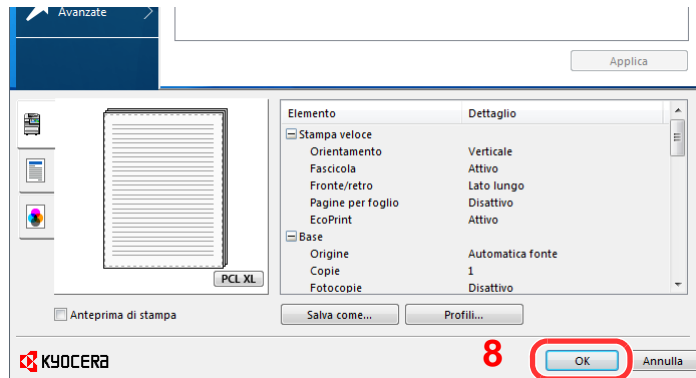 Avanzate
Applica
Elemento Dettaglio
Stampa veloce
Orientamento Verticale
Fascicola Attivo
Fronte/retro Lato lungo
Pagine per foglio Disattivo
EcoPrint Attivo
Base
Origine Automatica fonte
Copie 1
Fotocopie Disattivo
PCL XL
Anteprima di stampa Salva come... Profili...
KYOCERA 8 OK Annulla